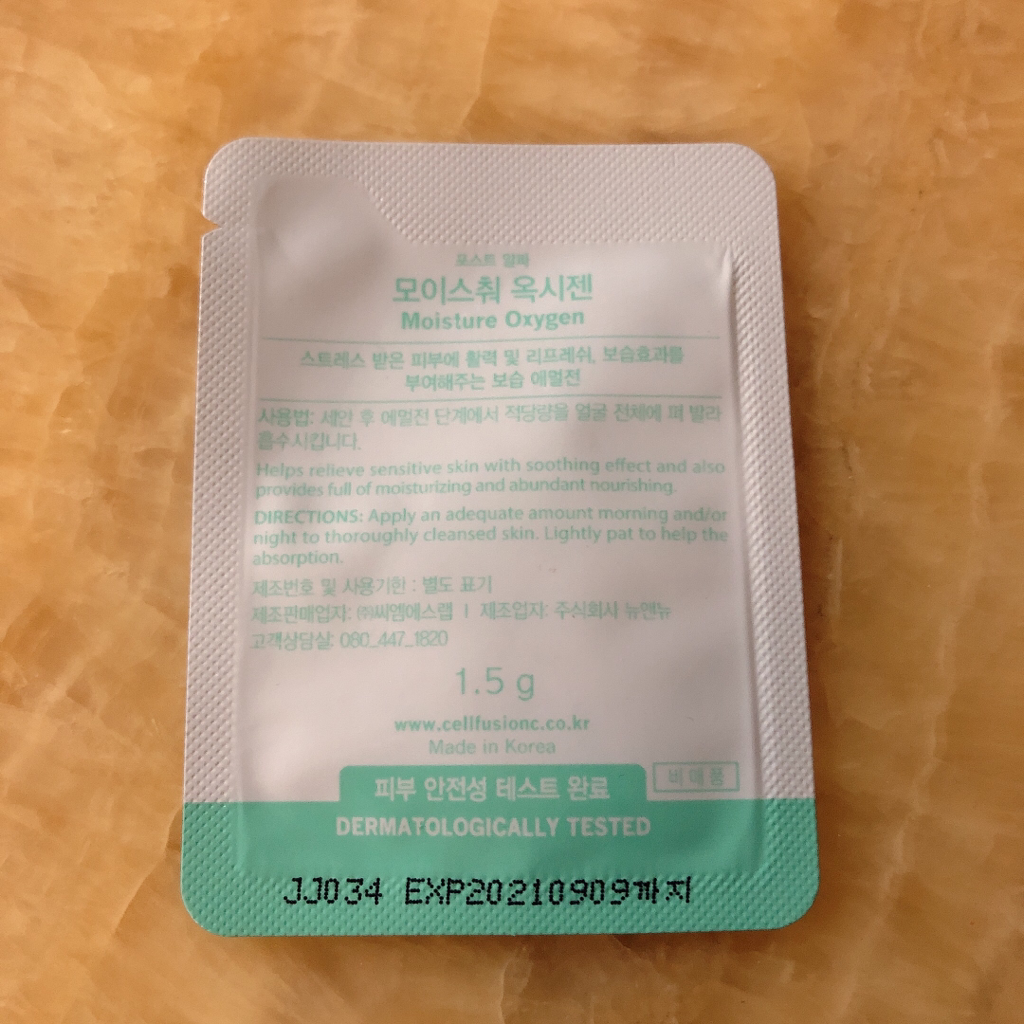 포스트 알파
모이스춰 옥시젠
Moisture Oxygen
스트레스 받은 피부에 활력 및 리프레쉬, 보습효과를
부여해주는 보습 에멀전
사용법: 세안 후 에멀전 단계에서 적당량을 얼굴 전체에 펴 발라
흡수시킵니다.
Helps relieve sensitive skin with soothing effect and also
provides full of moisturizing and abundant nourishing.
DIRECTIONS: Apply an adequate amount morning and/or
night to thoroughly cleansed skin. Lightly pat to help the
absorption.
제조번호 및 사용기한 : 별도 표기
제조판매업자: ㈜씨엠에스랩 | 제조업자: 주식회사 뉴앤뉴
고객상담실: 080_447_1820
1.5 g
www.cellfusionc.co.kr
Made in Korea
비매품
피부 안전성 테스트 완료
DERMATOLOGICALLY TESTED
JJ034 EXP20210909까지